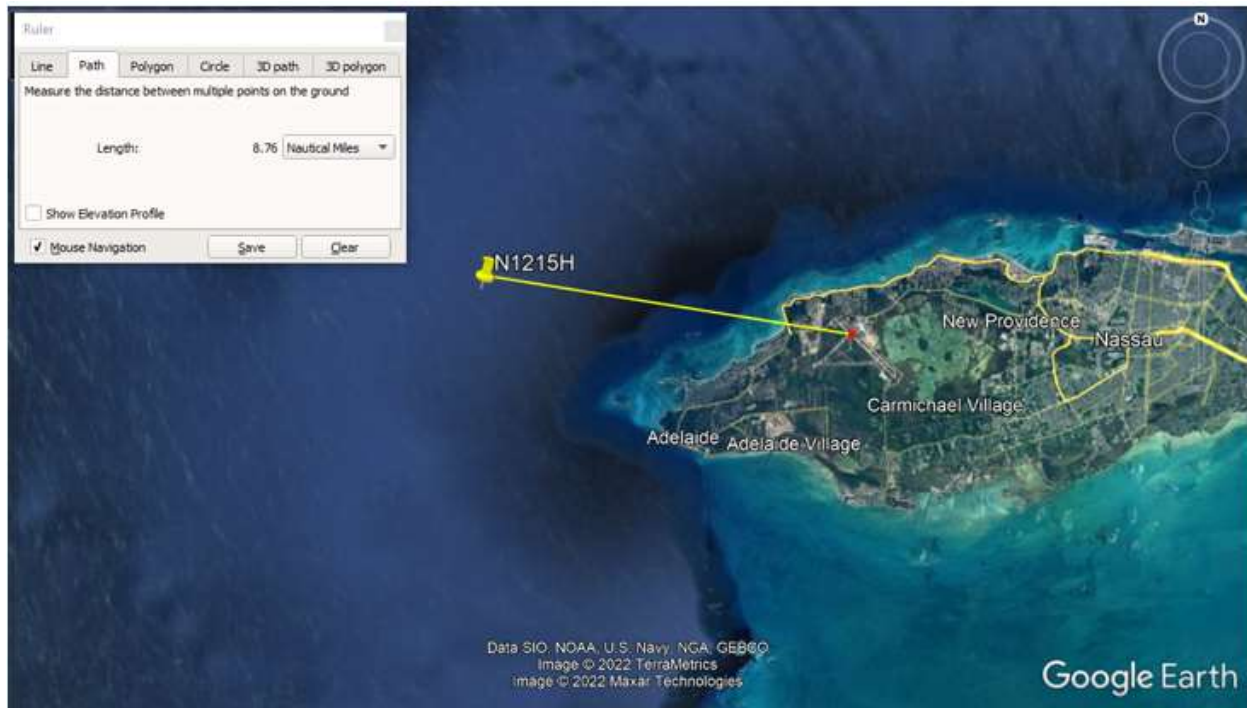 Ruler
Line Path Polygon Circle 3D path 3D polygon
Measure the distance between multiple points on the ground
Length: 8.76 Nautical Miles
Show Elevation Profile
Mouse Navigation Save Clear
N
N1215H
New Providence
Nassau
Carmichael Village
Adelaide
Adelaide Village
Data SIO, NOAA, U.S. Navy, NGA, GEBCO
Image © 2022 TerraMetrics
Image © 2022 Maxar Technologies
Google Earth